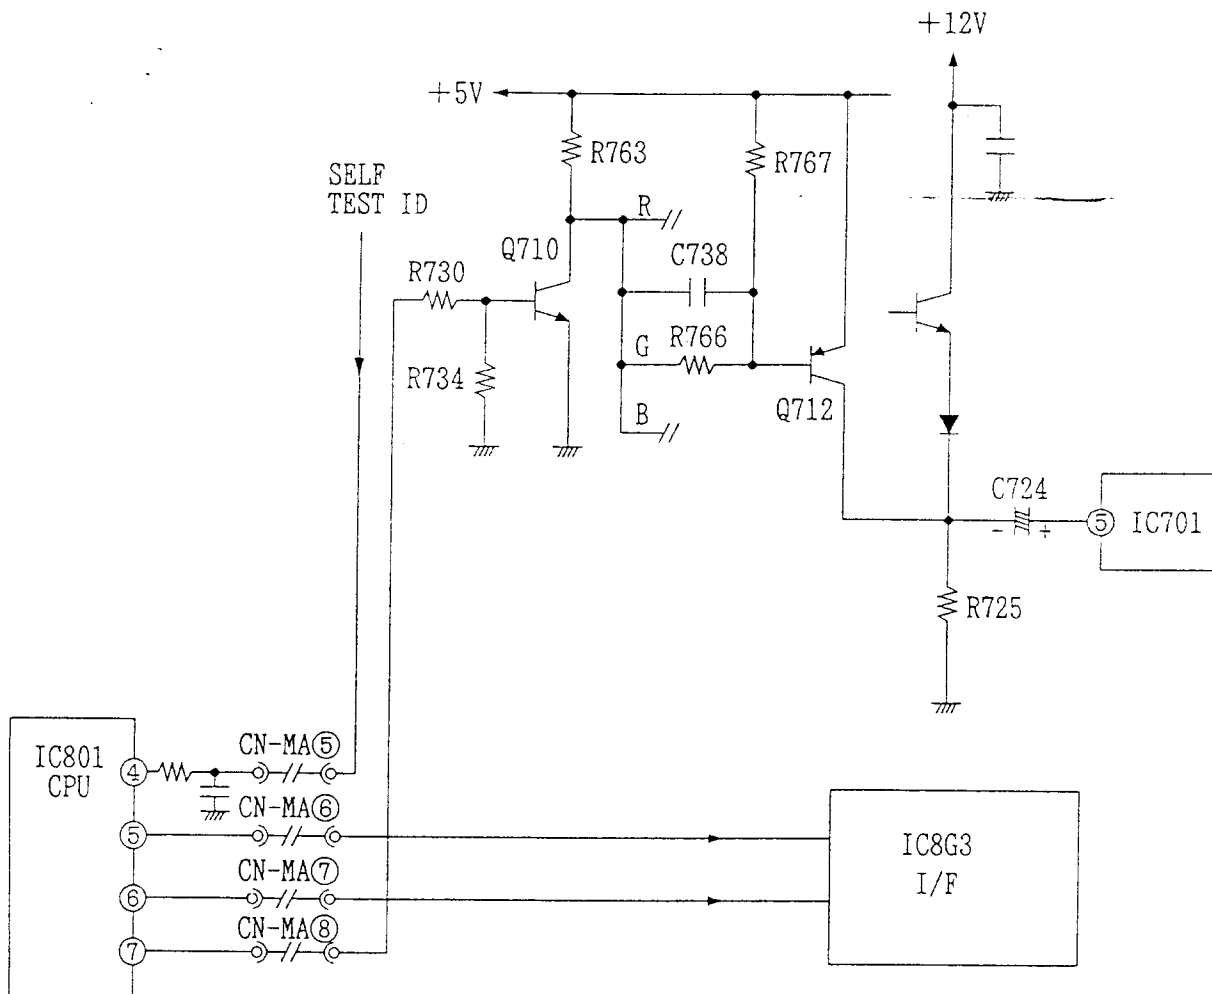 +12V
+5V
R763
R767
SELF
TEST ID
R
Q710
C738
R730
G
R766
R734
B
Q712
C724
- +
⑤
IC701
R725
IC801
CPU
④
CN-MA⑤
CN-MA⑥
⑤
CN-MA⑦
⑥
CN-MA⑧
⑦
IC8G3
I/F